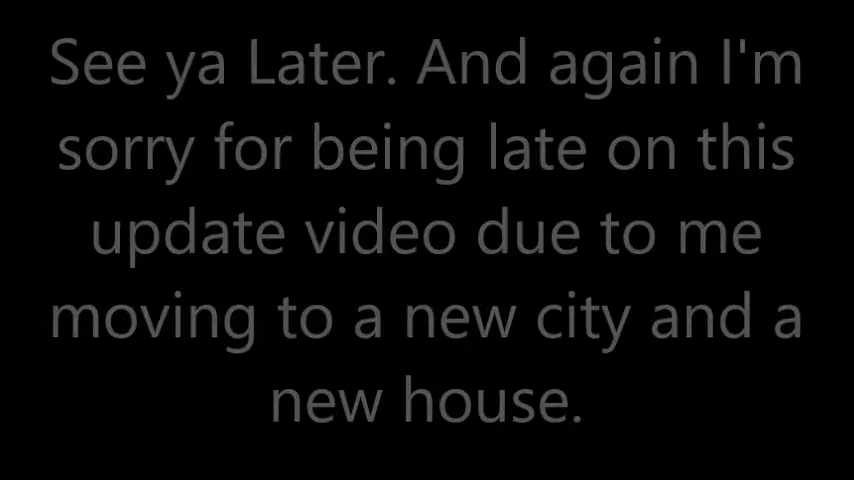 See ya Later. And again I'm
sorry for being late on this
update video due to me
moving to a new city and a
new house.